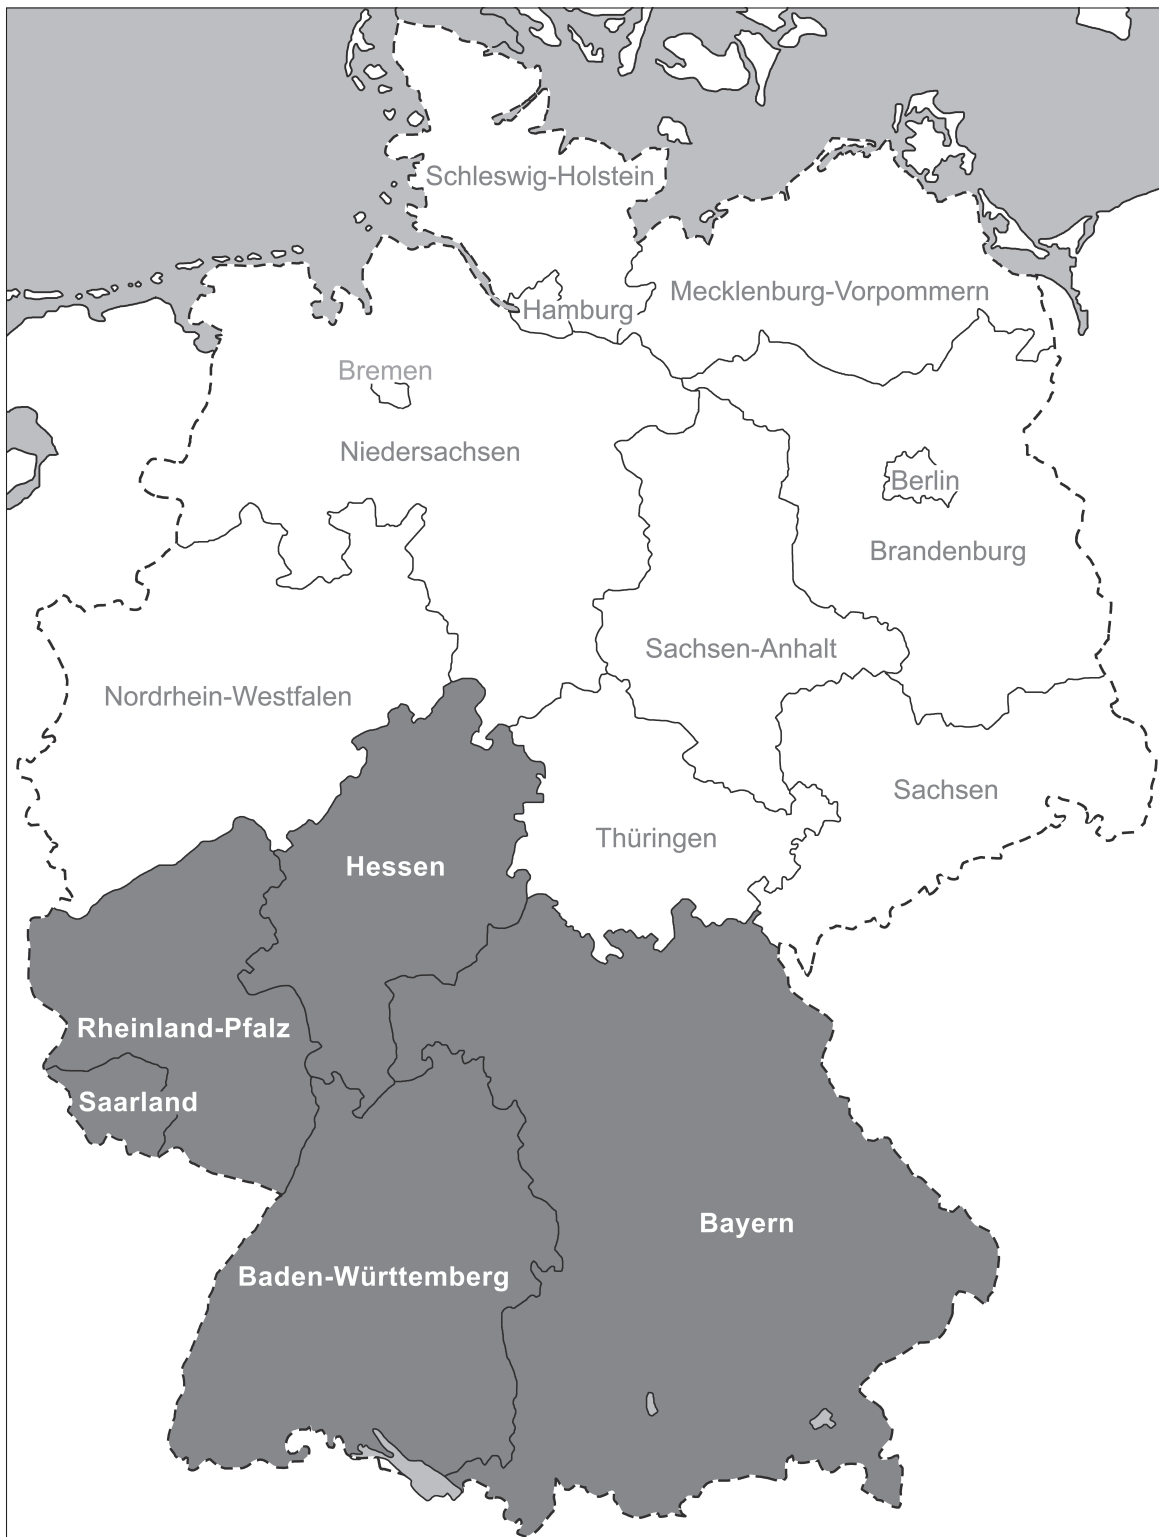 Schleswig-Holstein
Mecklenburg-Vorpommern
Hamburg
Bremen
Niedersachsen
Berlin
Brandenburg
Sachsen-Anhalt
Nordrhein-Westfalen
Sachsen
Thüringen
Hessen
Rheinland-Pfalz
Saarland
Bayern
Baden-Württemberg